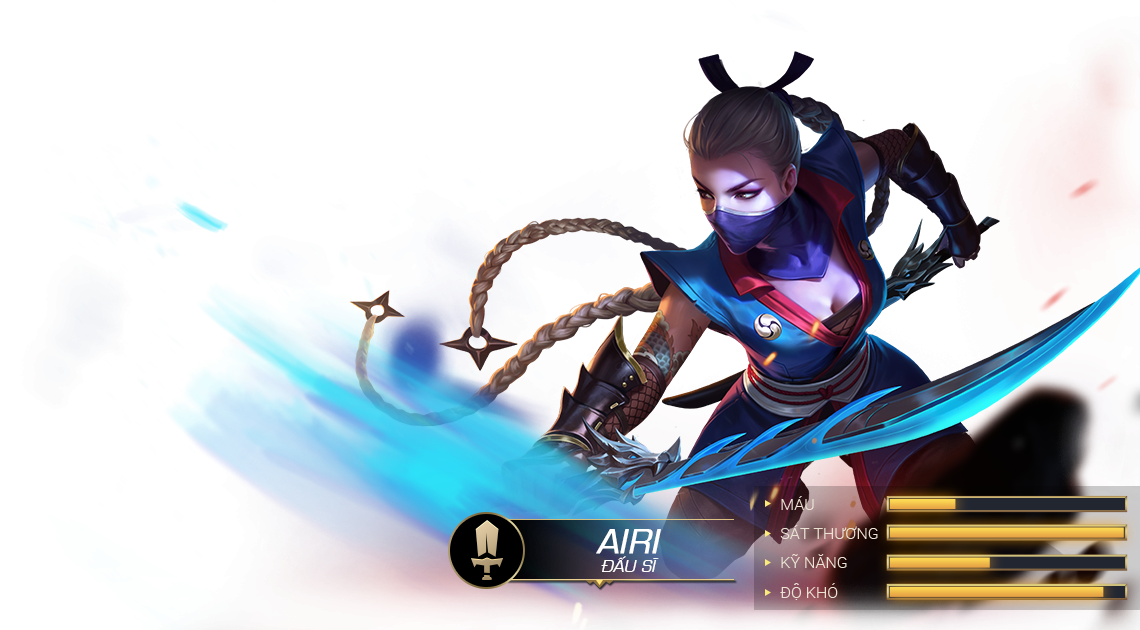 AIRI
ĐẤU SĨ
MÁU
SÁT THƯƠNG
KỸ NĂNG
ĐỘ KHÓ